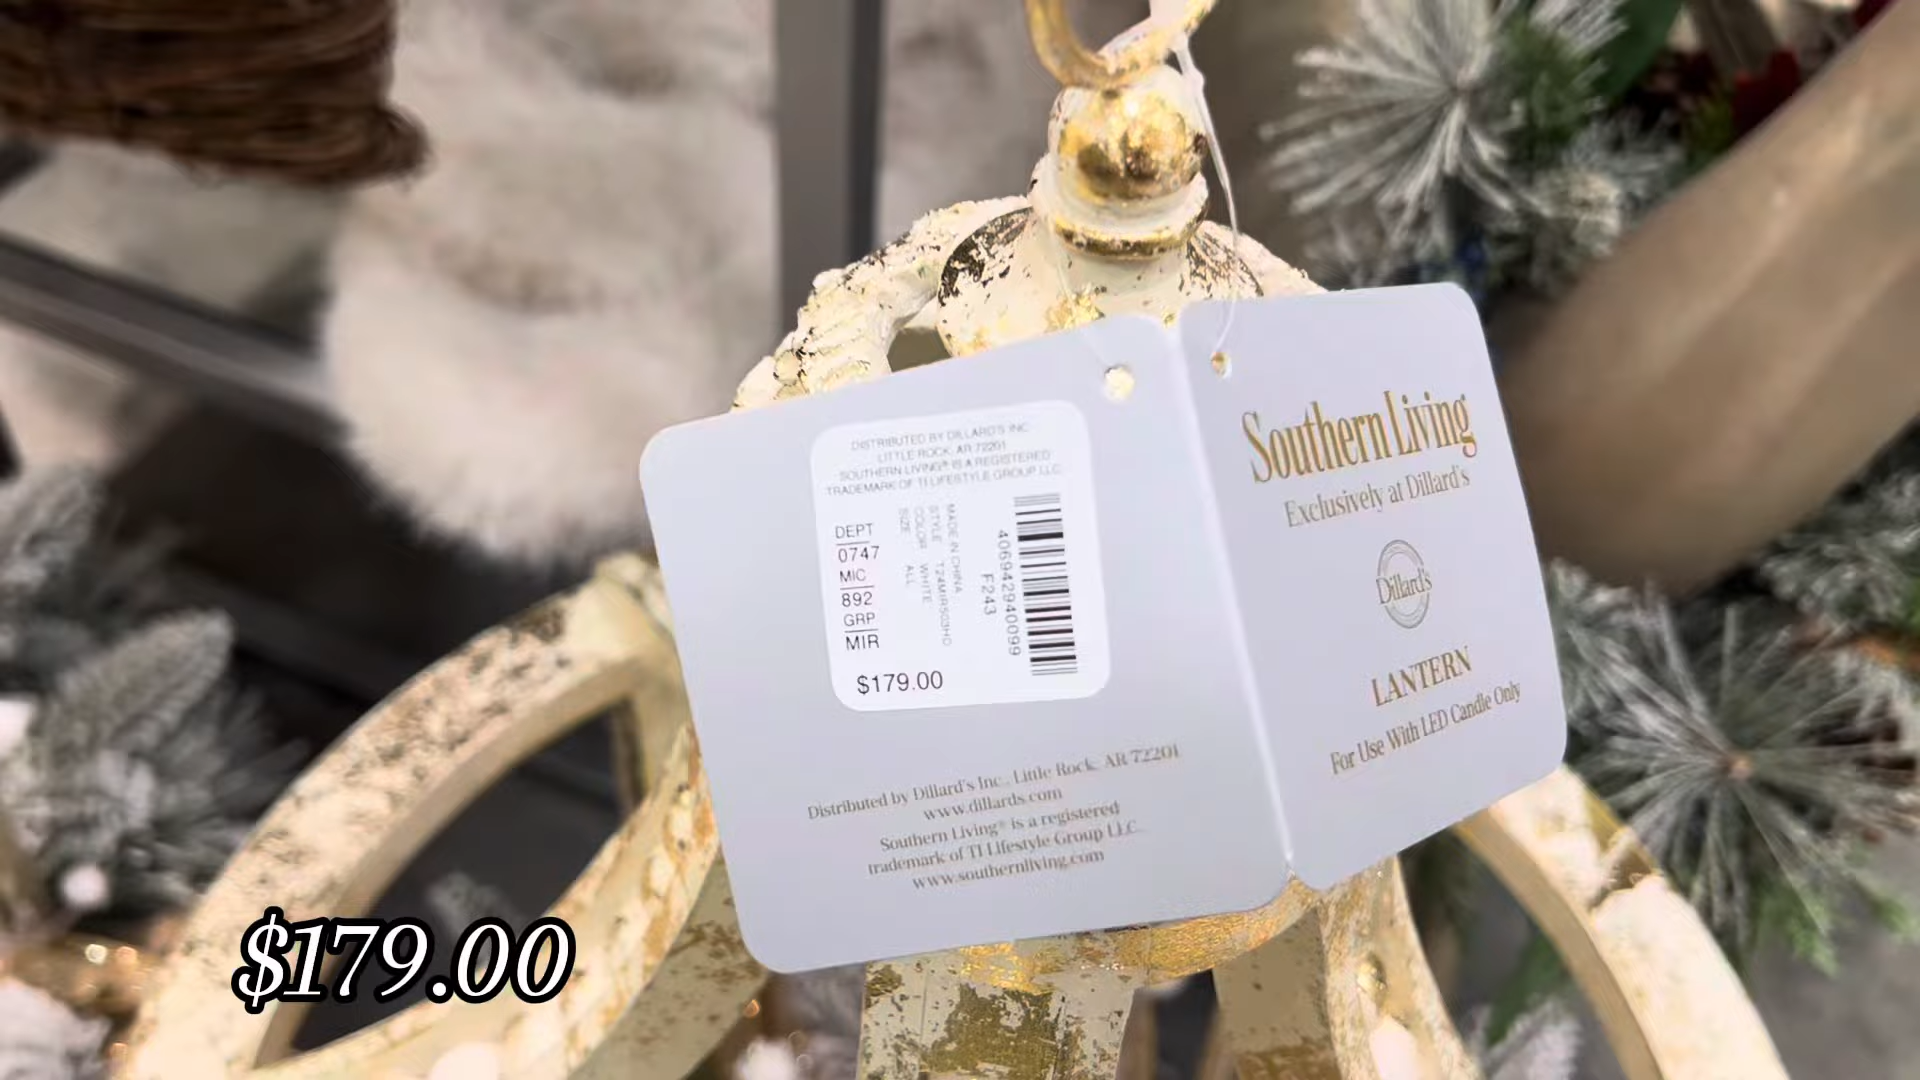 DISTRIBUTED BY DILLARD'S INC
LITTLE ROCK, AR 72201
SOUTHERN LIVING® IS A REGISTERED
TRADEMARK OF TI LIFESTYLE GROUP LLC
DEPT
0747
MIC
892
GRP
MIR
MADE IN CHINA
STYLE T24MIR503HO
COLOR WHITE
SIZE ALL
406942940099
F243
$179.00
Distributed by Dillard's Inc., Little Rock, AR 72201
www.dillards.com
Southern Living® is a registered
trademark of TI Lifestyle Group LLC
www.southernliving.com
Southern Living
Exclusively at Dillard's
Dillard's
LANTERN
For Use With LED Candle Only
$179.00